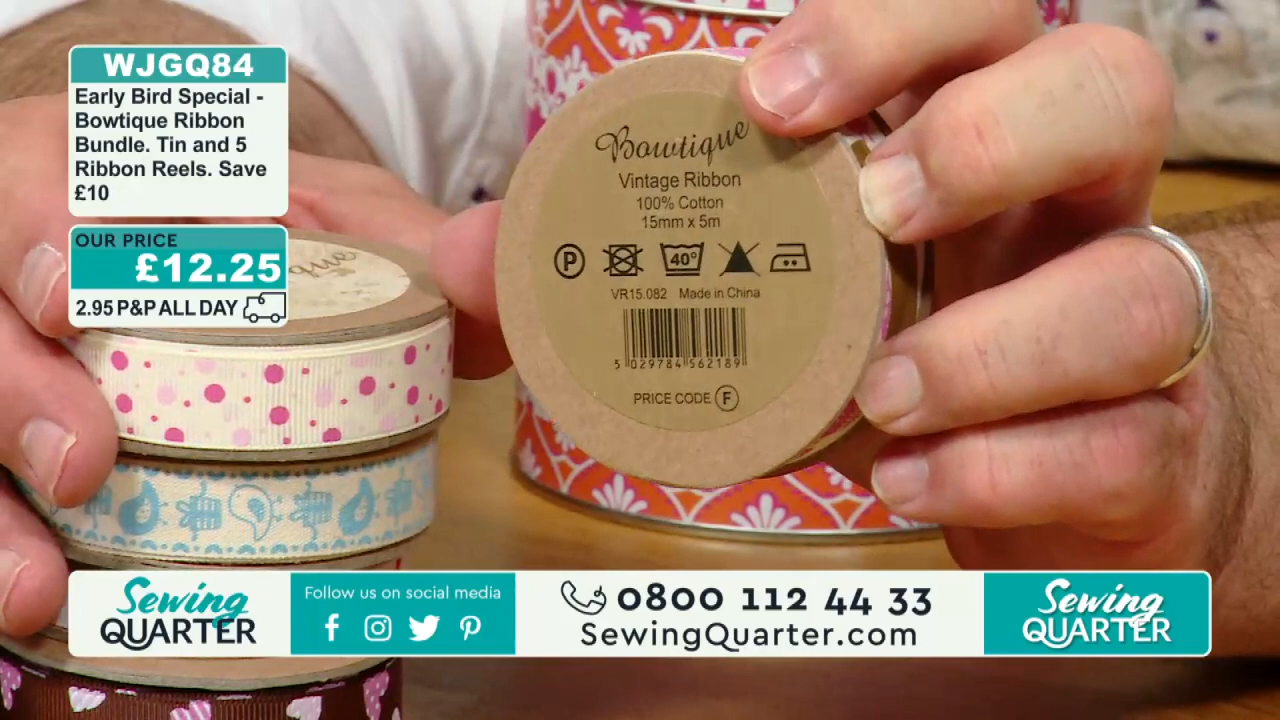 WJGQ84
Early Bird Special -
Bowtique Ribbon
Bundle. Tin and 5
Ribbon Reels. Save
£10
OUR PRICE
£12.25
2.95 P&P ALL DAY
Bowtique
Vintage Ribbon
100% Cotton
15mm x 5m
P
40°
VR15.082 Made in China
5 029784 562189
PRICE CODE F
Sewing
QUARTER
Follow us on social media
0800 112 44 33
SewingQuarter.com
Sewing
QUARTER